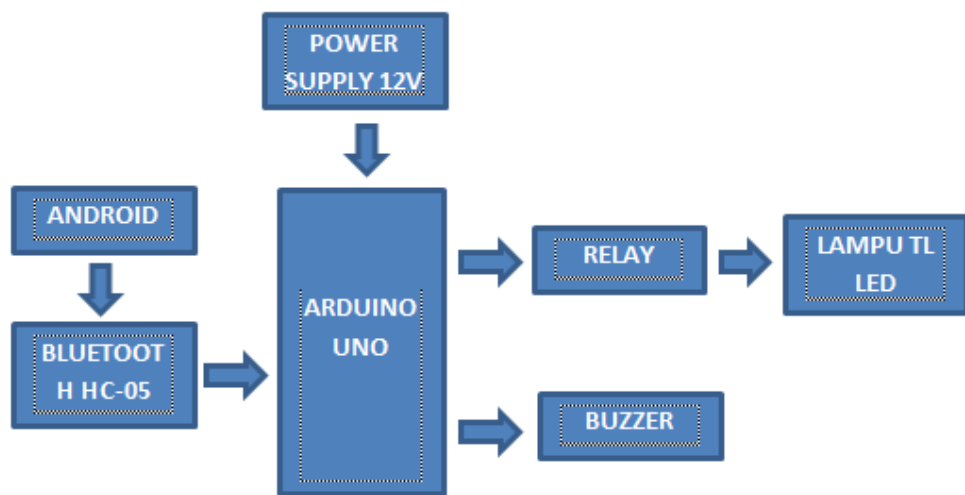 POWER
SUPPLY 12V
ANDROID
BLUETOOT
H HC-05
ARDUINO
UNO
RELAY
LAMPU TL
LED
BUZZER